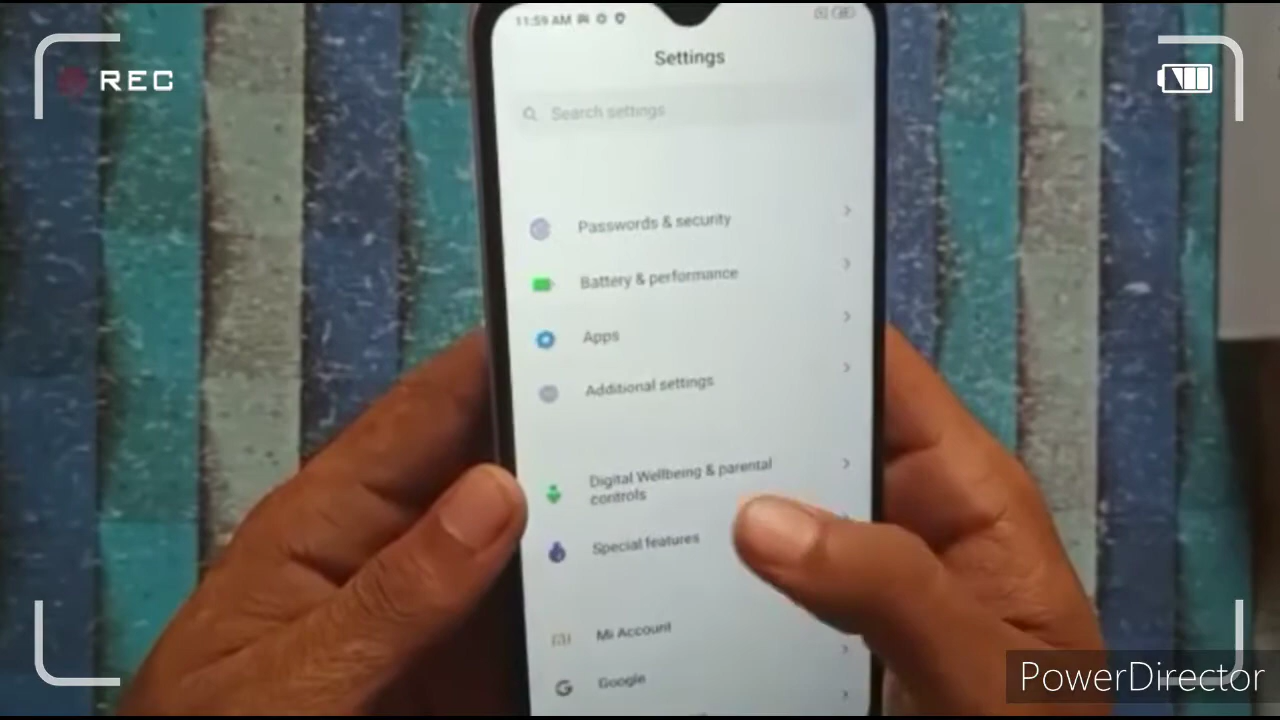 REC
11:59 AM
Settings
Search settings
Passwords & security
Battery & performance
Apps
Additional settings
Digital Wellbeing & parental
controls
Special features
Mi Account
Google
PowerDirector